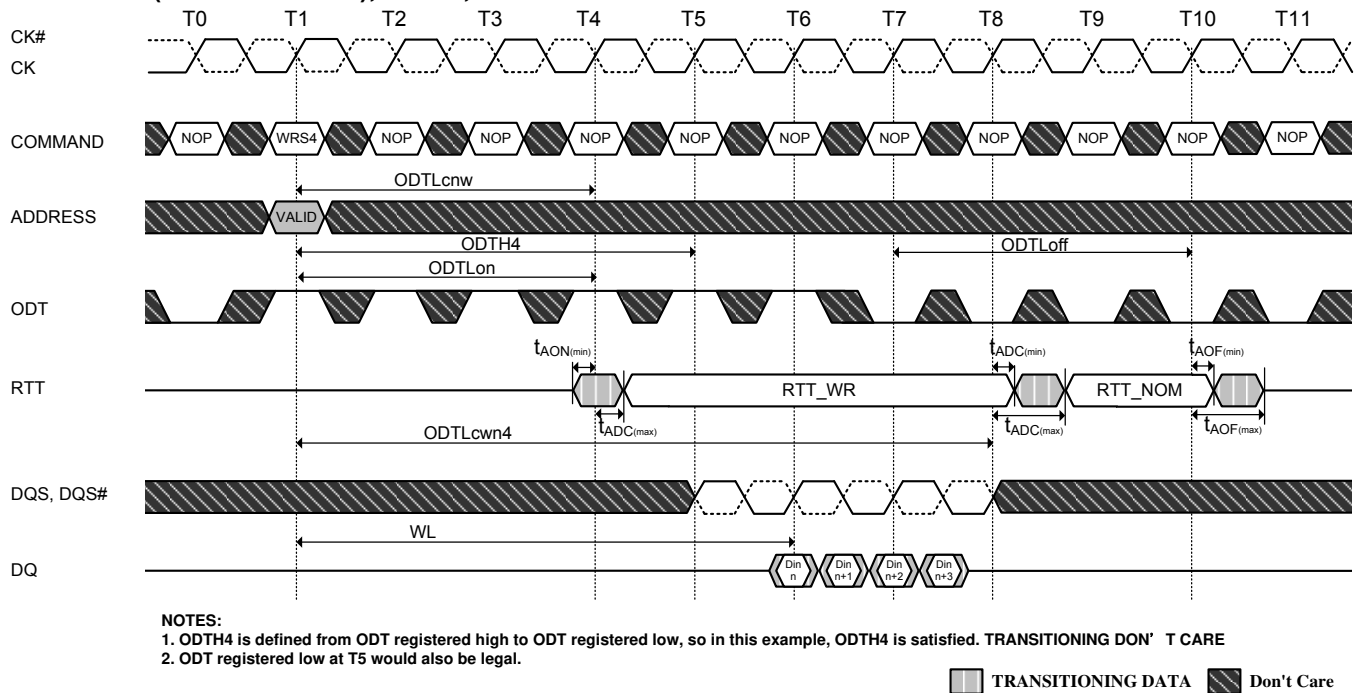 T0 T1 T2 T3 T4 T5 T6 T7 T8 T9 T10 T11
CK#
CK
COMMAND NOP WRS4 NOP NOP NOP NOP NOP NOP NOP NOP NOP NOP
ODTLcnw
ADDRESS VALID
ODTH4 ODTLoff
ODTLon
ODT
tAON(min) tADC(min) tAOF(min)
RTT RTT_WR RTT_NOM
tADC(max) tADC(max) tAOF(max)
ODTLcwn4
DQS, DQS#
WL
DQ Din n Din n+1 Din n+2 Din n+3
NOTES:
1. ODTH4 is defined from ODT registered high to ODT registered low, so in this example, ODTH4 is satisfied. TRANSITIONING DON' T CARE
2. ODT registered low at T5 would also be legal.
TRANSITIONING DATA Don't Care